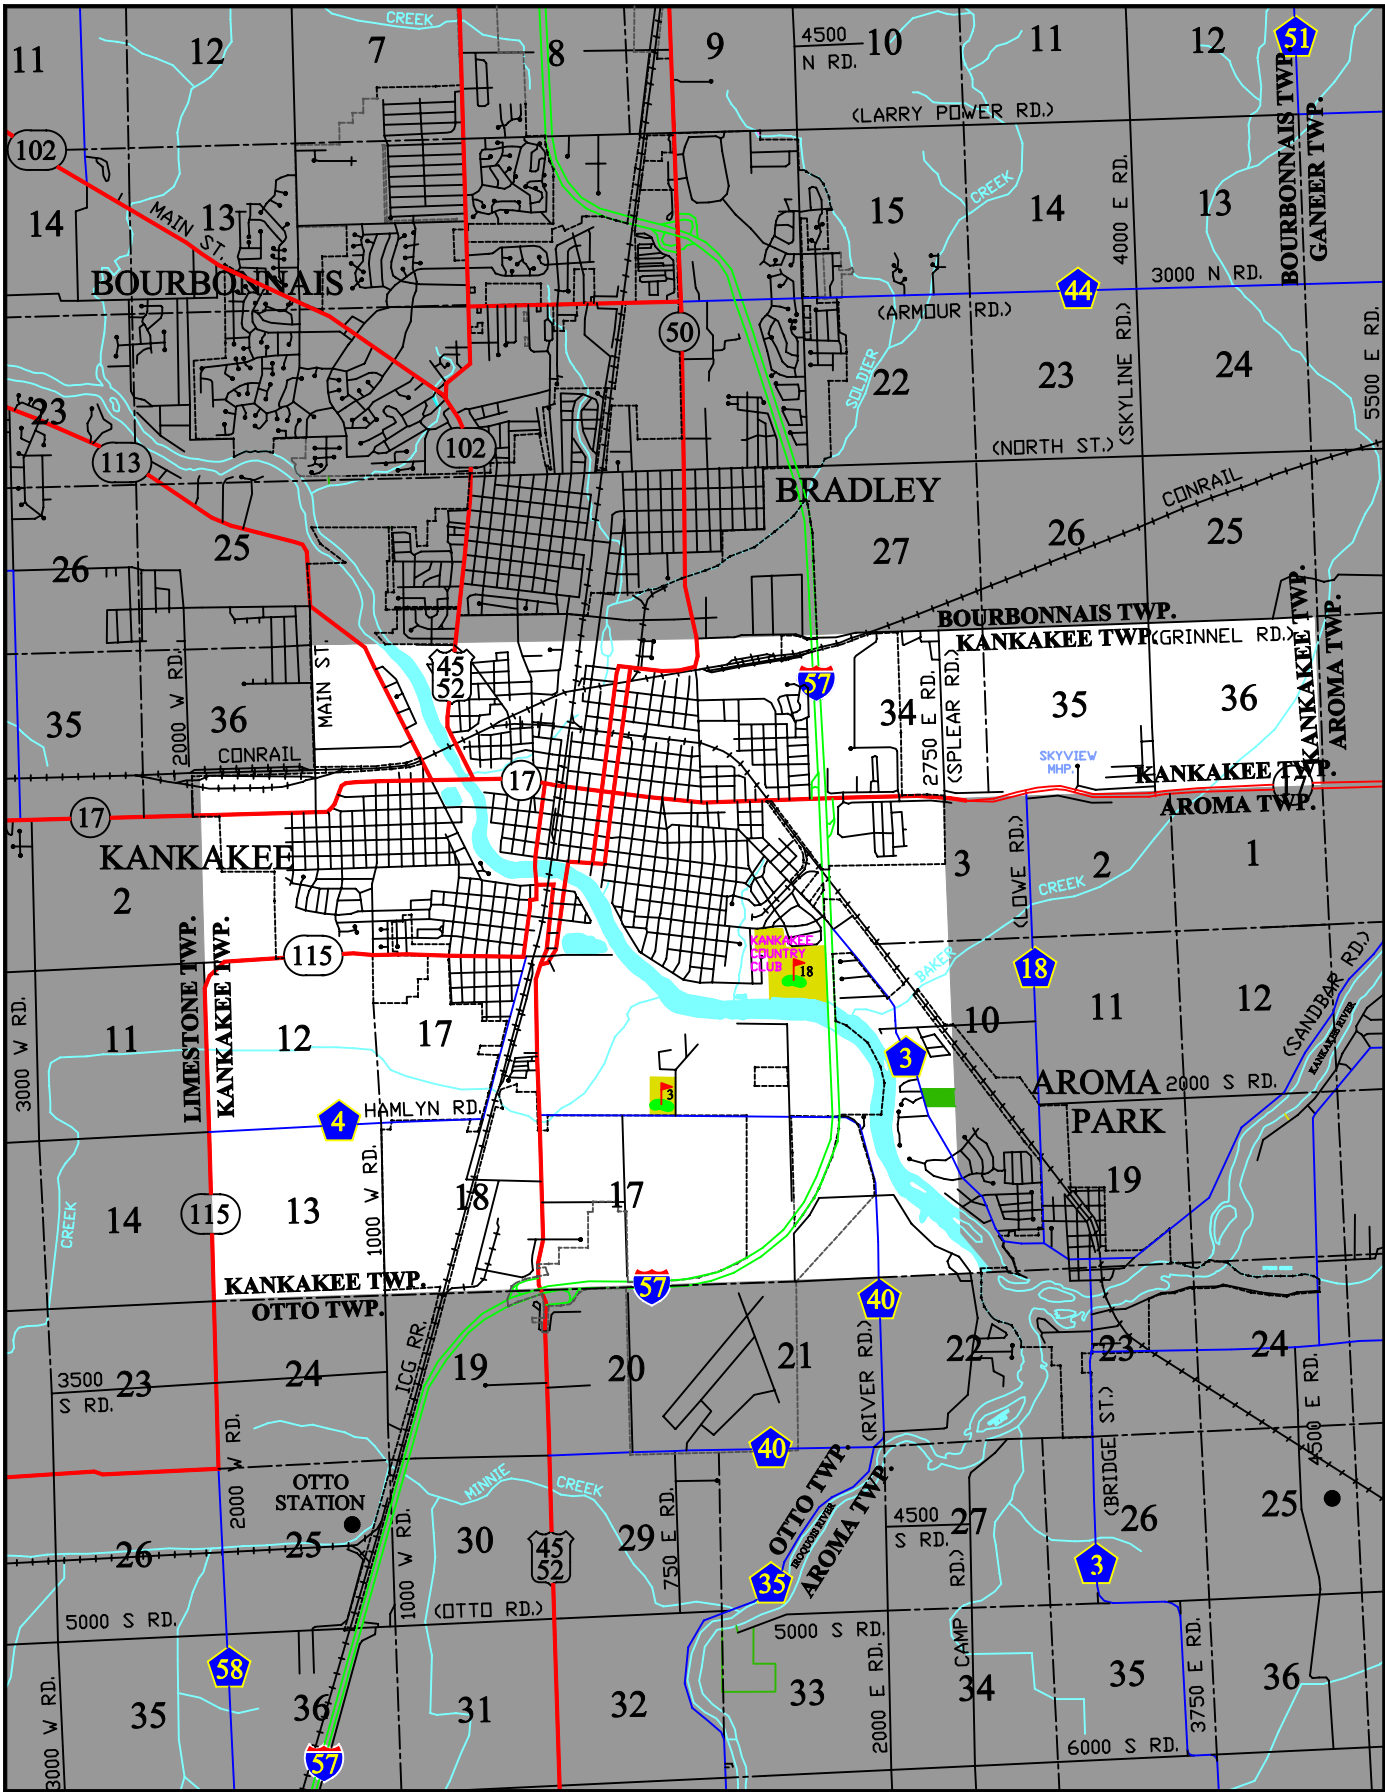 CREEK
11
12
7
8
9
4500
N RD.
10
11
12
51
(LARRY POWER RD.)
BOURBONNAIS TWP.
GANEER TWP.
102
14
MAIN ST.
13
15
CREEK
14
4000 E RD.
13
BOURBONNAIS
3000 N RD.
44
(ARMOUR RD.)
50
(SKYLINE RD.)
5500 E RD.
SOLDIER
22
23
24
23
113
102
(NORTH ST.)
BRADLEY
CONRAIL
26
25
27
26
25
BOURBONNAIS TWP.
KANKAKEE TWP.
(GRINNEL RD.)
KANKAKEE TWP.
AROMA TWP.
45
52
57
2000 W RD.
MAIN ST.
35
36
CONRAIL
34
2750 E RD.
(SPLEAR RD.)
35
36
SKYVIEW
MHP.
KANKAKEE TWP.
17
AROMA TWP.
17
17
KANKAKEE
2
3
(LOWE RD.)
2
1
CREEK
LIMESTONE TWP.
KANKAKEE TWP.
115
KANKAKEE
COUNTRY
CLUB
18
BAKER
18
(SANDBAR RD.)
KANKAKEE RIVER
3000 W RD.
11
12
17
10
11
12
3
AROMA
PARK
2000 S RD.
3
4
HAMLYN RD.
1000 W RD.
CREEK
14
115
13
18
17
19
KANKAKEE TWP.
OTTO TWP.
57
40
ICG RR.
3500
S RD.
23
24
19
20
21
(RIVER RD.)
22
23
24
4500 E RD.
(BRIDGE ST.)
40
2000 W RD.
OTTO
STATION
MINNIE
CREEK
OTTO TWP.
IROQUOIS RIVER
AROMA TWP.
26
25
1000 W RD.
30
45
52
29
750 E RD.
35
4500
S RD.
27
26
25
3
5000 S RD.
(OTTO RD.)
5000 S RD.
CAMP RD.)
58
3000 W RD.
35
36
31
32
33
2000 E RD.
34
35
3750 E RD.
36
57
6000 S RD.